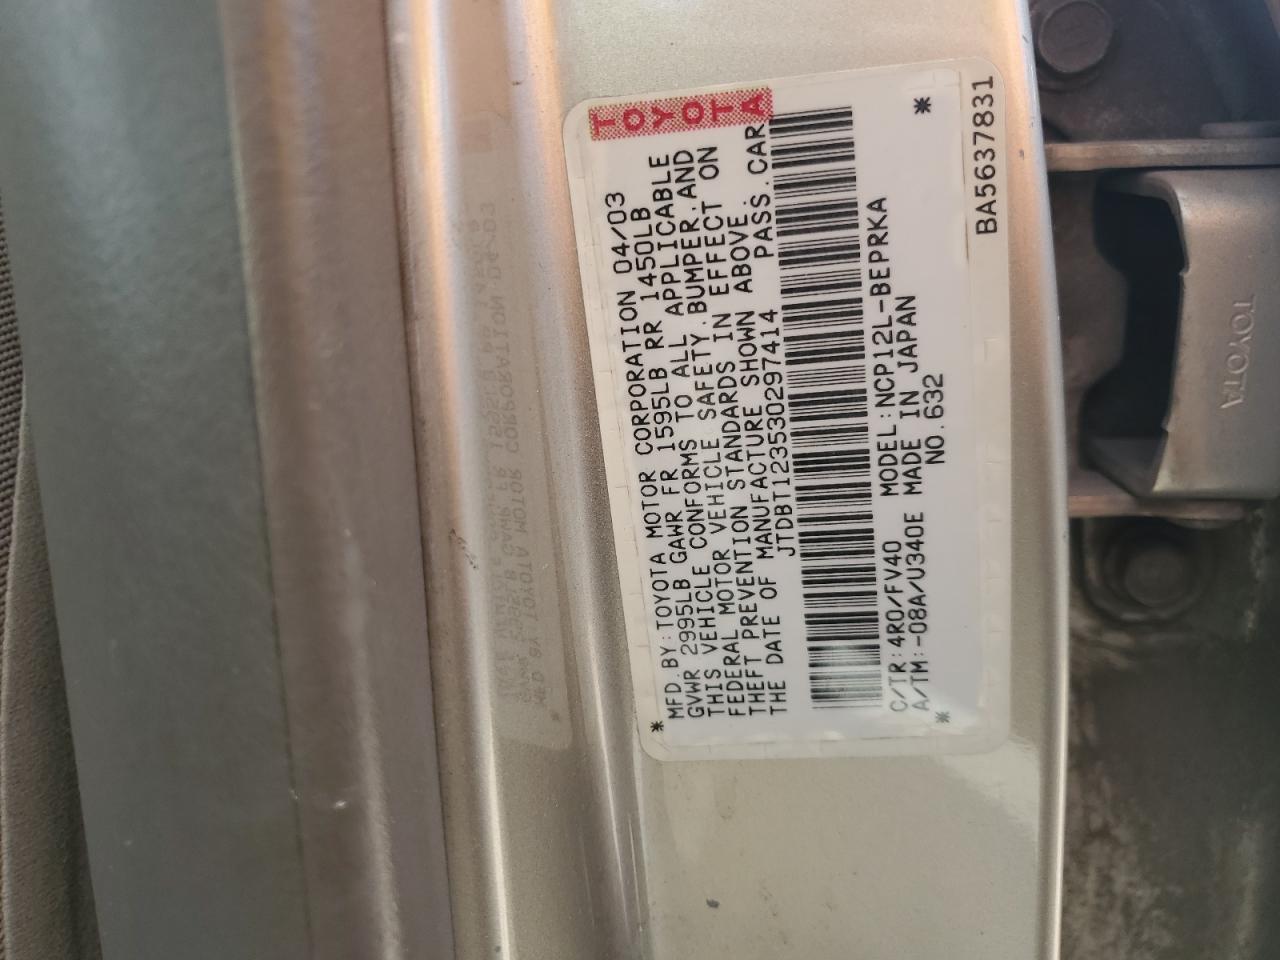 TOYOTA
MFD. BY: TOYOTA MOTOR CORPORATION 04/03
GVWR 2995LB GAWR FR 1595LB RR 1450LB
THIS VEHICLE CONFORMS TO ALL APPLICABLE
FEDERAL MOTOR VEHICLE SAFETY, BUMPER, AND
THEFT PREVENTION STANDARDS IN EFFECT ON
THE DATE OF MANUFACTURE SHOWN ABOVE.
JTDBT123530297414 PASS. CAR
*
*
C/TR: 4R0/FV40 MODEL: NCP12L-BEPRKA
A/TM: -08A/U340E MADE IN JAPAN
* NO. 632
BA5637831
TOYOTA